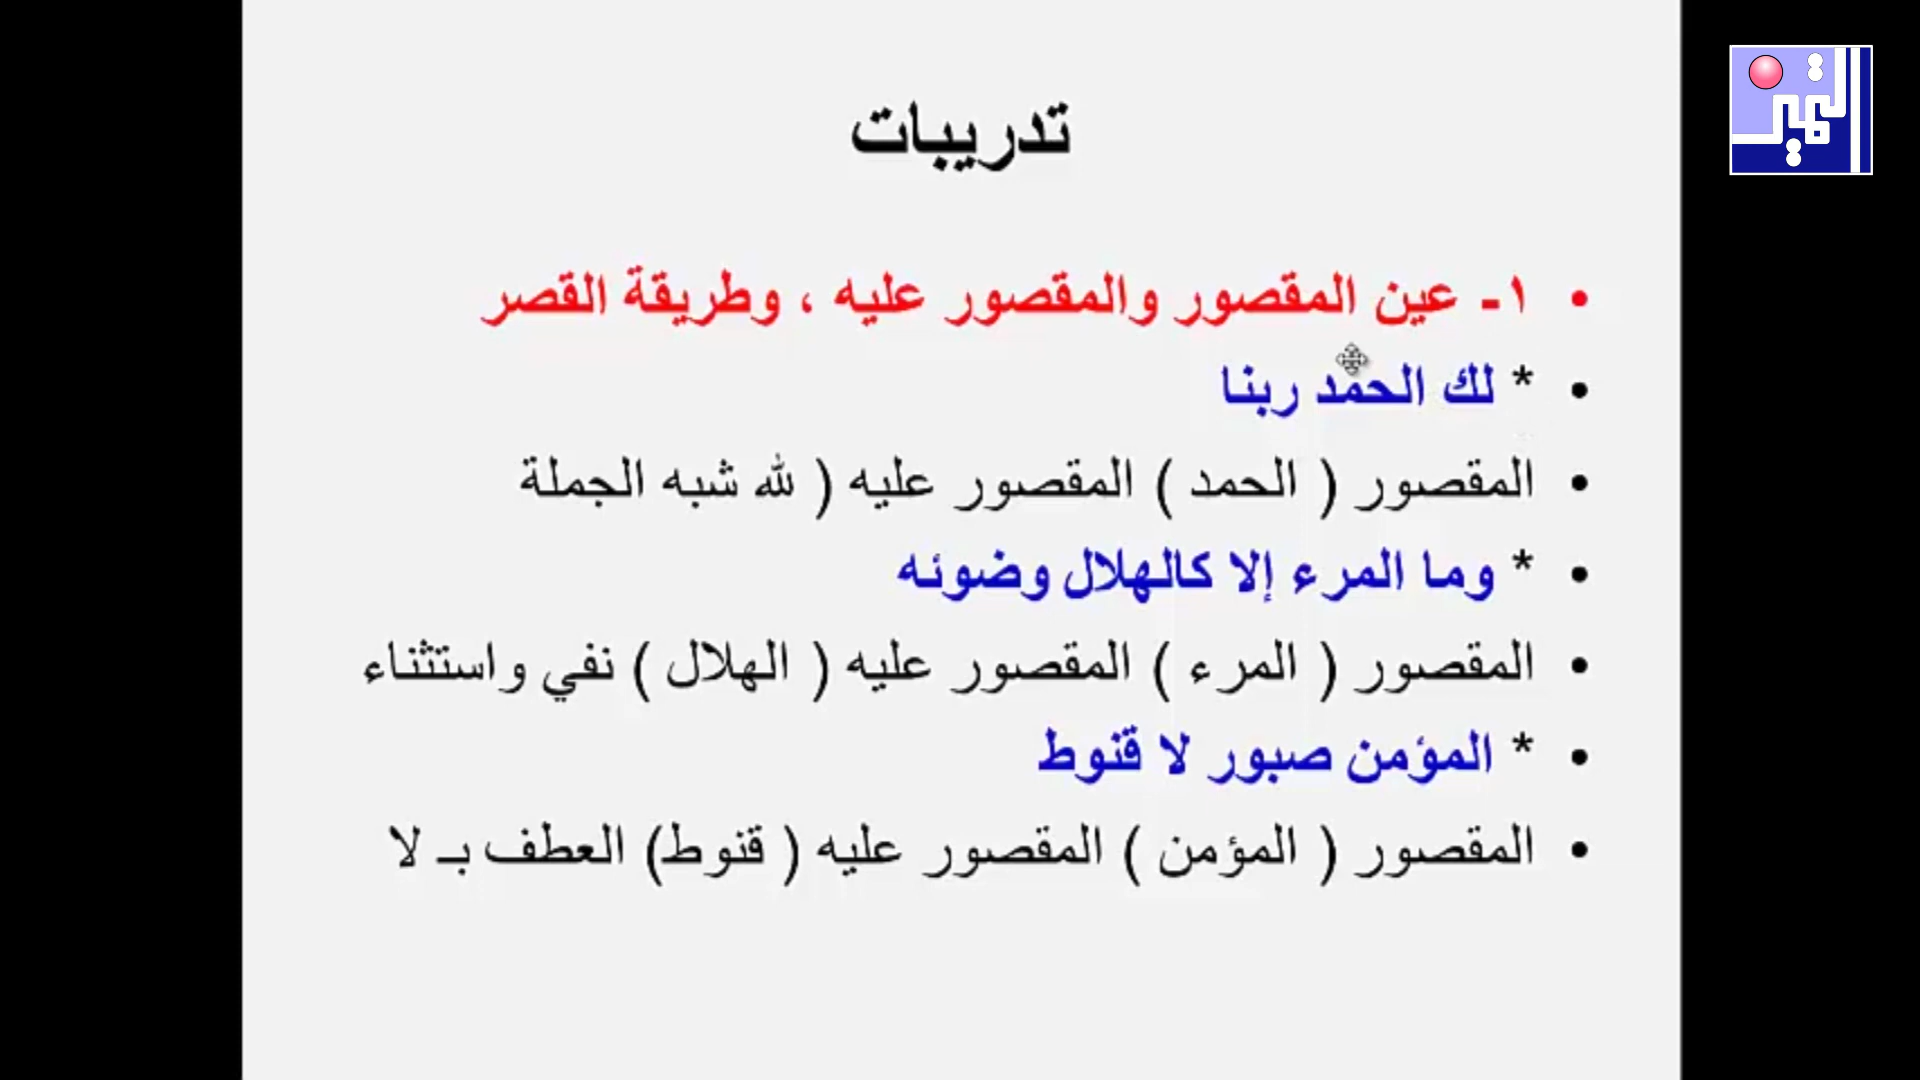 تدريبات
١- عين المقصور والمقصور عليه ، وطريقة القصر
* لك الحمد ربنا
المقصور ( الحمد ) المقصور عليه ( لله شبه الجملة
* وما المرء إلا كالهلال وضوئه
المقصور ( المرء ) المقصور عليه ( الهلال ) نفي واستثناء
* المؤمن صبور لا قنوط
المقصور ( المؤمن ) المقصور عليه ( قنوط) العطف بـ لا